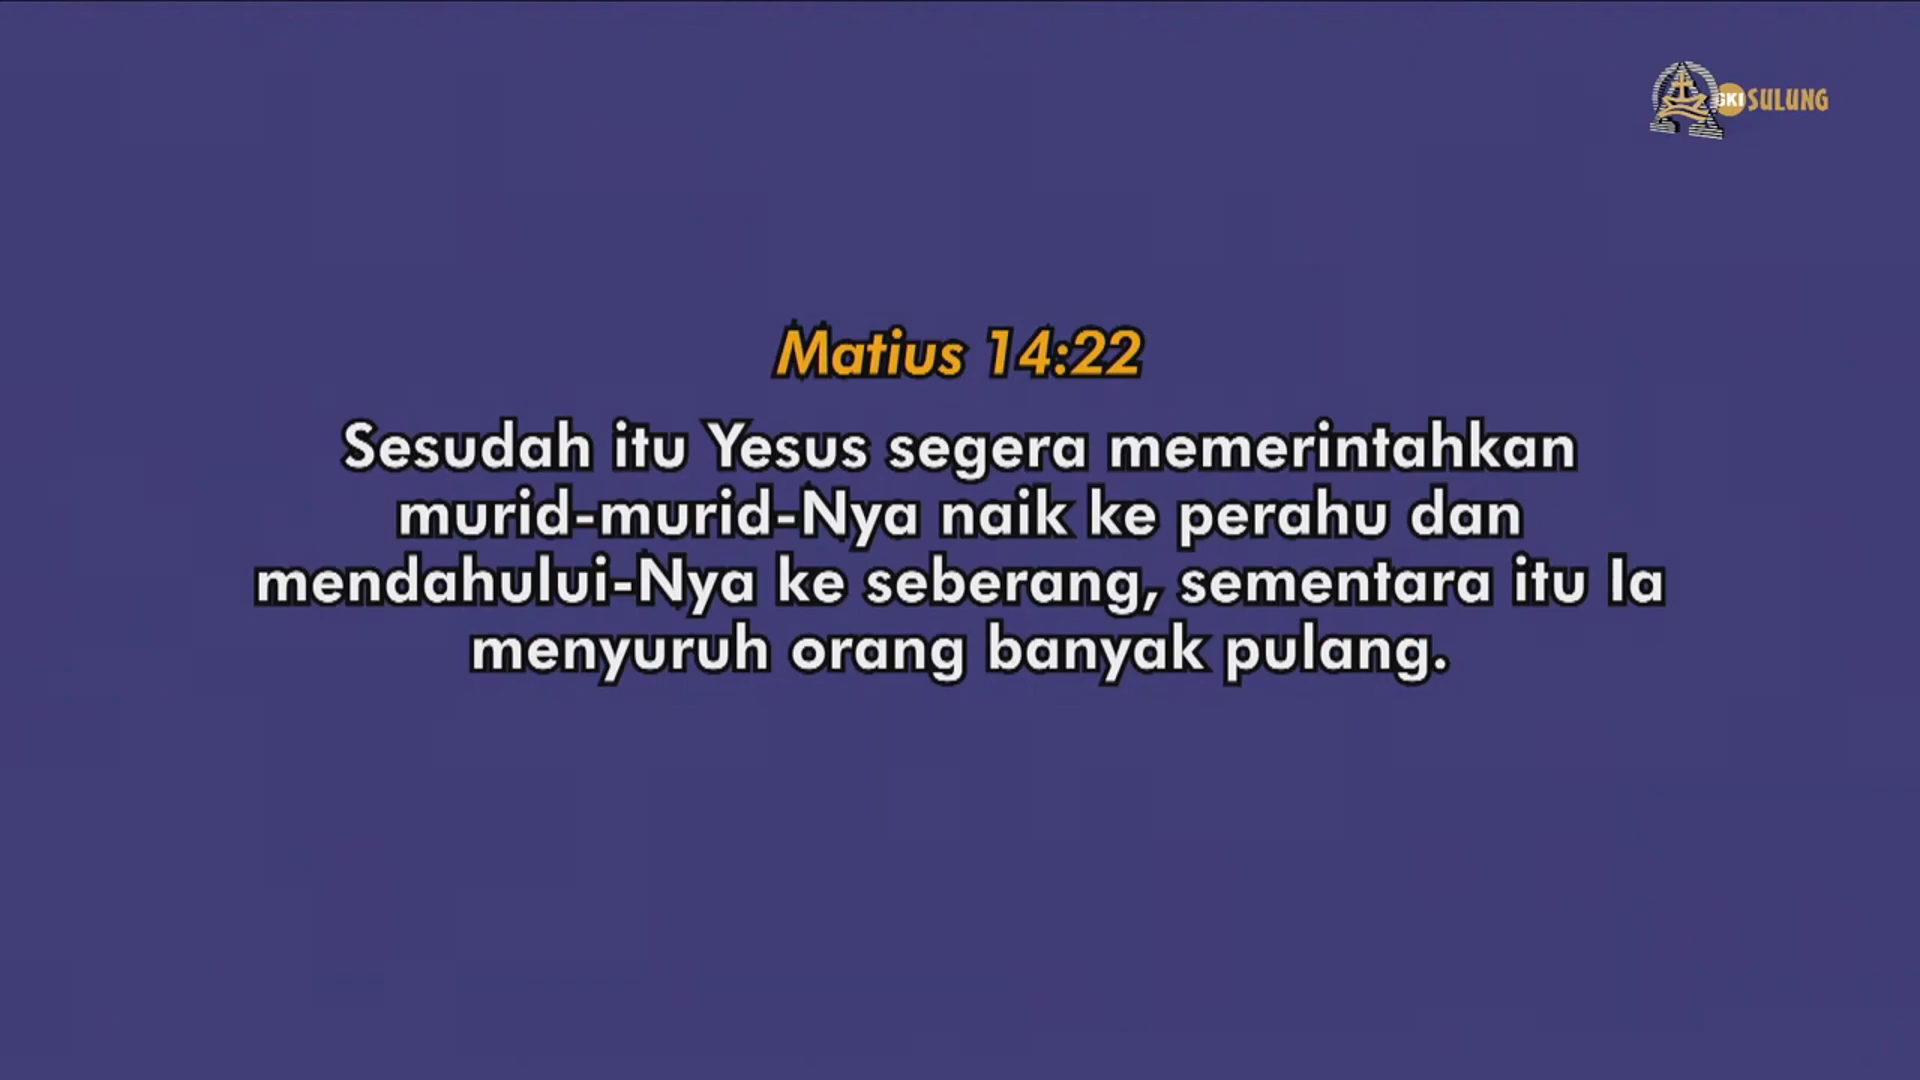 GKI SULUNG
Matius 14:22
Sesudah itu Yesus segera memerintahkan
murid-murid-Nya naik ke perahu dan
mendahului-Nya ke seberang, sementara itu Ia
menyuruh orang banyak pulang.